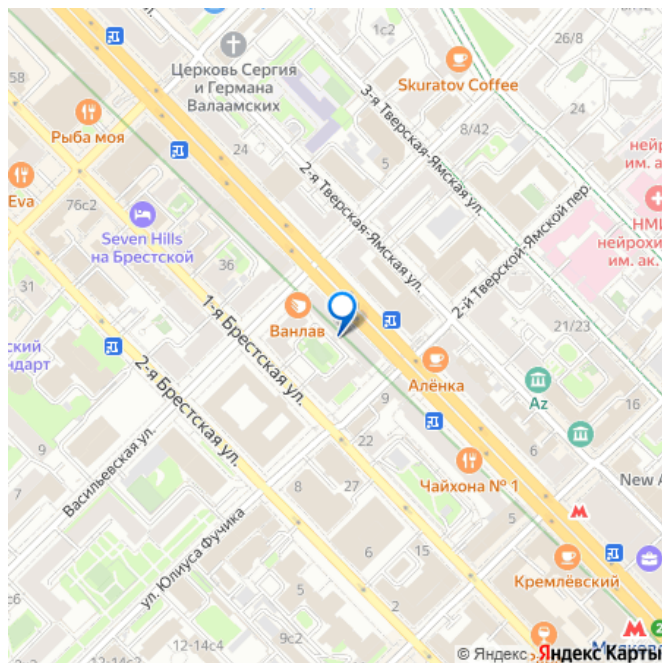 1с2
26/8
Церковь Сергия
и Германа
Валаамских
Skuratov Coffee
58
Рыба моя
24
8/42
24
3-я Тверская-Ямская ул.
ней
им. а
Eva
76с2
2-я Тверская-Ямская ул.
2-й Тверской-Ямской пер.
НМИ
нейрохи
им. ак.
Seven Hills
на Брестской
36
31
1-я Брестская ул.
Ванлав
21/23
ский
ндарт
2-я Брестская ул.
Алёнка
Az
9
16
22
6
9
Васильевская ул.
Чайхона № 1
New A
7
8
27
5
ул. Юлиуса Фучика
6
15
5
Кремлёвский
с6
12-14с4
12-14с4
9с2
2
© Яндекс
Яндекс Карты